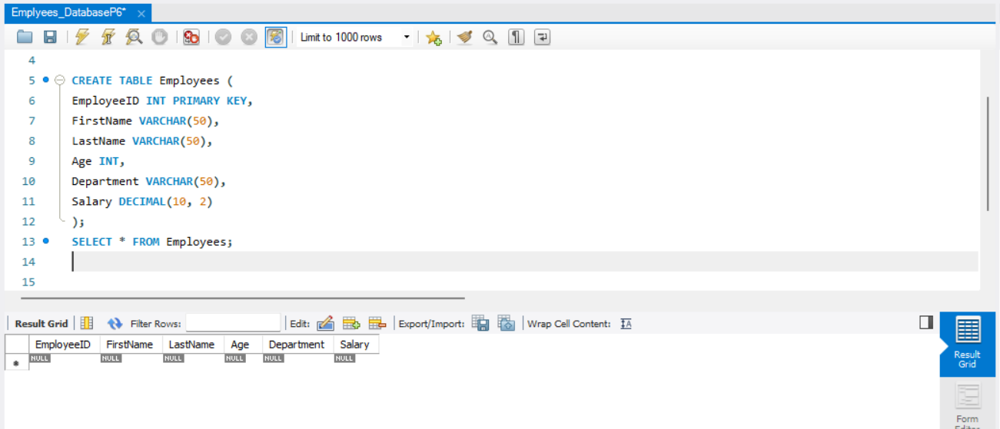 Emplyees_DatabaseP6* ×
Limit to 1000 rows
4
5 CREATE TABLE Employees (
6 EmployeeID INT PRIMARY KEY,
7 FirstName VARCHAR(50),
8 LastName VARCHAR(50),
9 Age INT,
10 Department VARCHAR(50),
11 Salary DECIMAL(10, 2)
12 );
13 SELECT * FROM Employees;
14
15
Result Grid Filter Rows: Edit: Export/Import: Wrap Cell Content: IA
EmployeeID FirstName LastName Age Department Salary
* NULL NULL NULL NULL NULL NULL
Result
Grid
Form
Editor